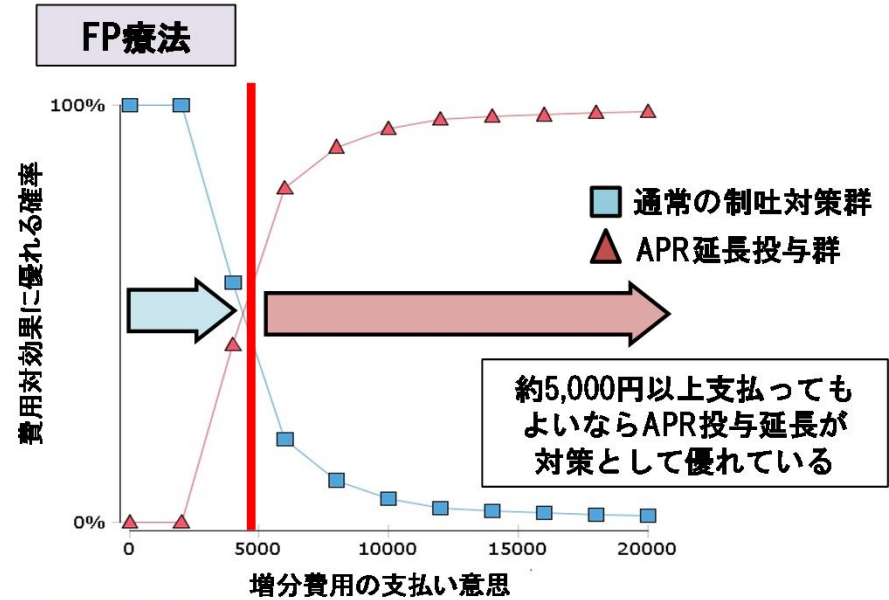 FP療法
100%
0%
費用対効果に優れる確率
通常の制吐対策群
APR延長投与群
約5,000円以上支払っても
よいならAPR投与延長が
対策として優れている
0
5000
10000
15000
20000
増分費用の支払い意思